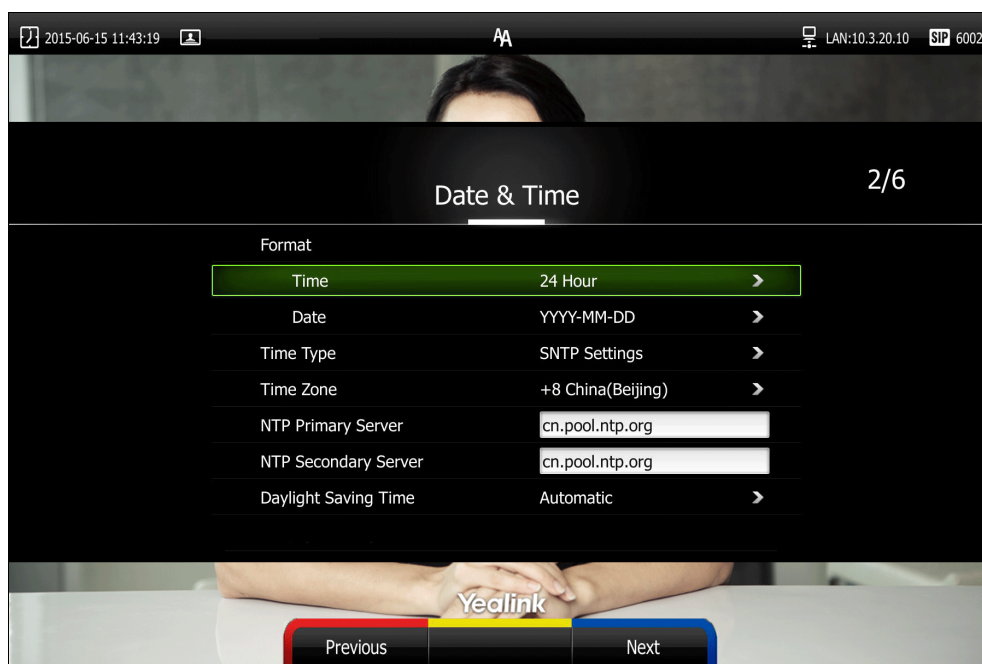 2015-06-15 11:43:19
AA
LAN:10.3.20.10
SIP 6002
Date & Time
2/6
Format
Time 24 Hour
Date YYYY-MM-DD
Time Type SNTP Settings
Time Zone +8 China(Beijing)
NTP Primary Server cn.pool.ntp.org
NTP Secondary Server cn.pool.ntp.org
Daylight Saving Time Automatic
Yealink
Previous Next